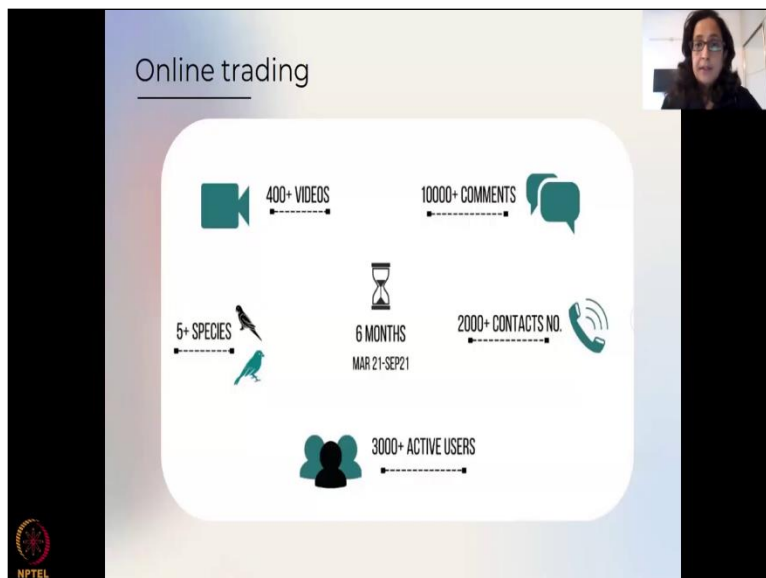 Online trading
400+ VIDEOS
10000+ COMMENTS
5+ SPECIES
6 MONTHS
MAR 21-SEP21
2000+ CONTACTS NO.
3000+ ACTIVE USERS
NPTEL